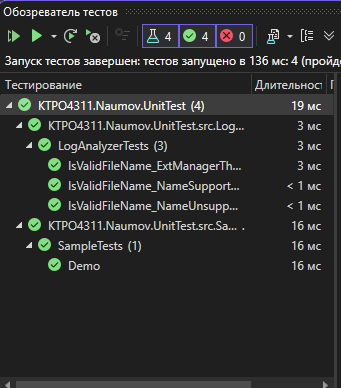 Обозреватель тестов
4 4 0
Запуск тестов завершен: тестов запущено в 136 мс: 4 (пройде
Тестирование Длительнос П
KTPO4311.Naumov.UnitTest (4) 19 мс
KTPO4311.Naumov.UnitTest.src.Log... 3 мс
LogAnalyzerTests (3) 3 мс
IsValidFileName_ExtManagerTh... 3 мс
IsValidFileName_NameSupport... < 1 мс
IsValidFileName_NameUnsupp... < 1 мс
KTPO4311.Naumov.UnitTest.src.Sa... ... 16 мс
SampleTests (1) 16 мс
Demo 16 мс